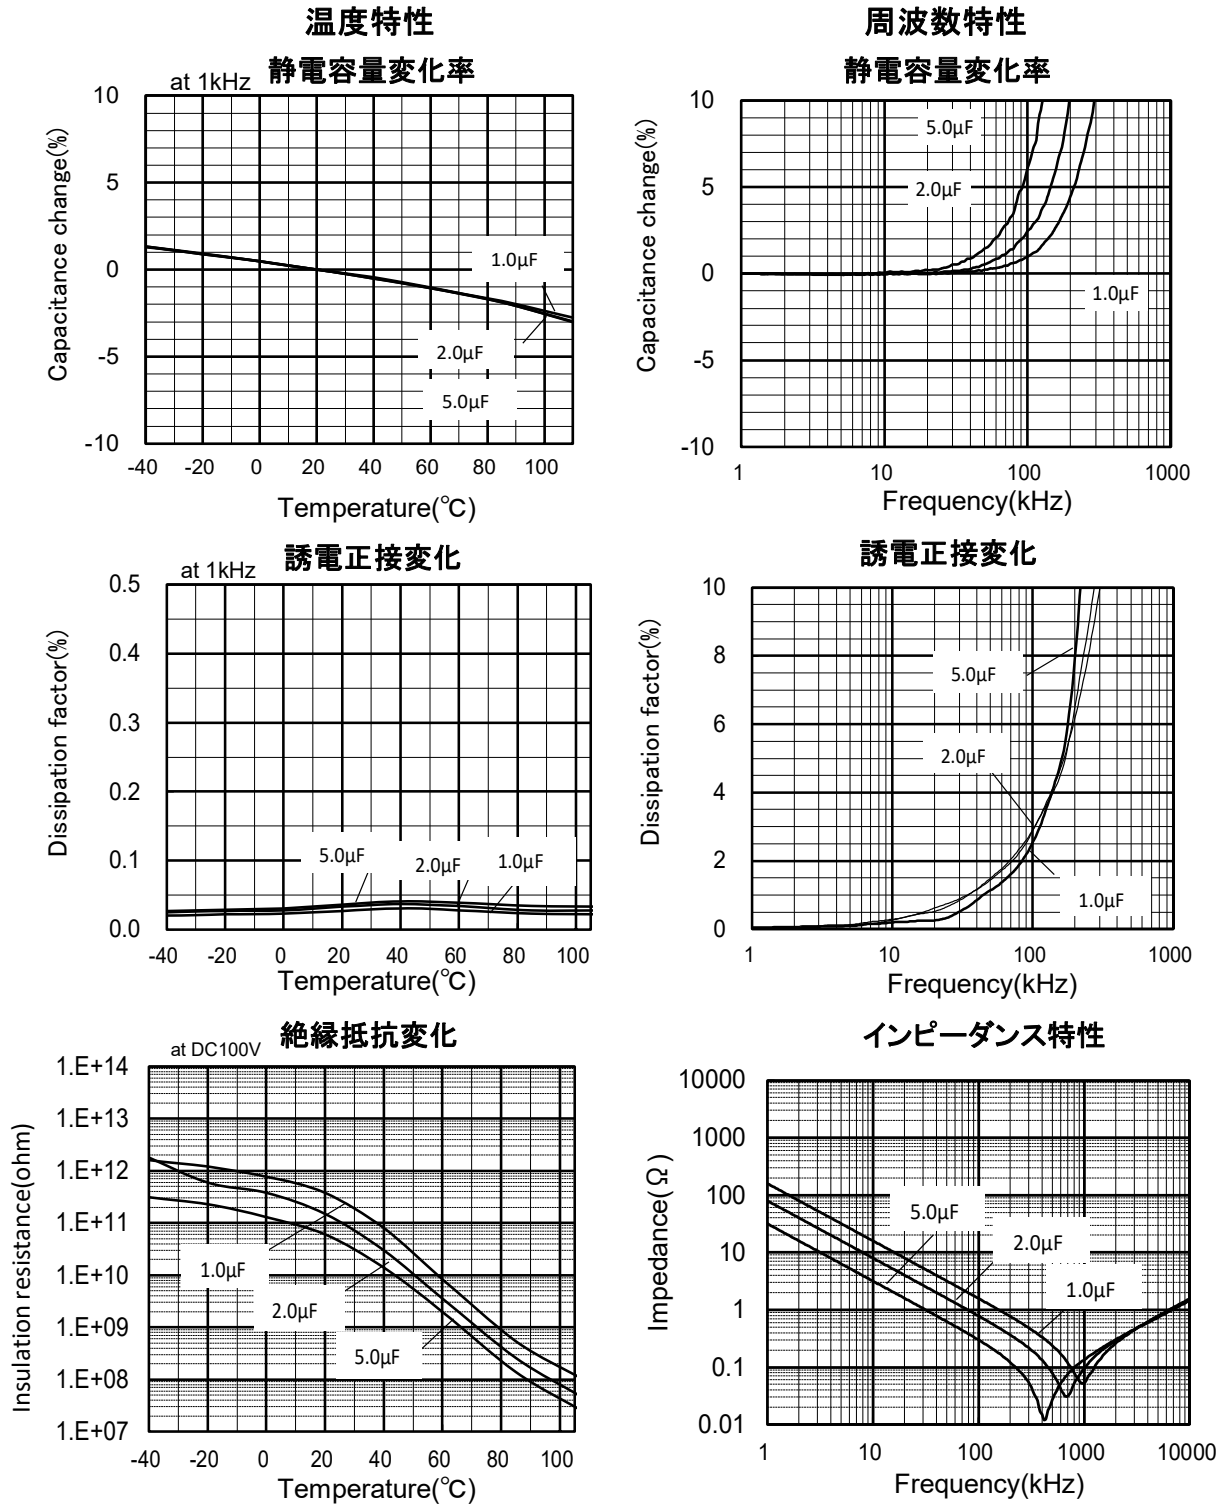 温度特性
静電容量変化率
at 1kHz
Capacitance change(%)
10
5
0
-5
-10
1.0μF
2.0μF
5.0μF
-40 -20 0 20 40 60 80 100
Temperature(℃)
周波数特性
静電容量変化率
Capacitance change(%)
10
5
0
-5
-10
5.0μF
2.0μF
1.0μF
1 10 100 1000
Frequency(kHz)
誘電正接変化
at 1kHz
Dissipation factor(%)
0.5
0.4
0.3
0.2
0.1
0.0
5.0μF 2.0μF 1.0μF
-40 -20 0 20 40 60 80 100
Temperature(℃)
誘電正接変化
Dissipation factor(%)
10
8
6
4
2
0
5.0μF
2.0μF
1.0μF
1 10 100 1000
Frequency(kHz)
絶縁抵抗変化
at DC100V
Insulation resistance(ohm)
1.E+14
1.E+13
1.E+12
1.E+11
1.E+10
1.E+09
1.E+08
1.E+07
1.0μF
2.0μF
5.0μF
-40 -20 0 20 40 60 80 100
Temperature(℃)
インピーダンス特性
Impedance(Ω)
10000
1000
100
10
1
0.1
0.01
5.0μF
2.0μF
1.0μF
1 10 100 1000 10000
Frequency(kHz)